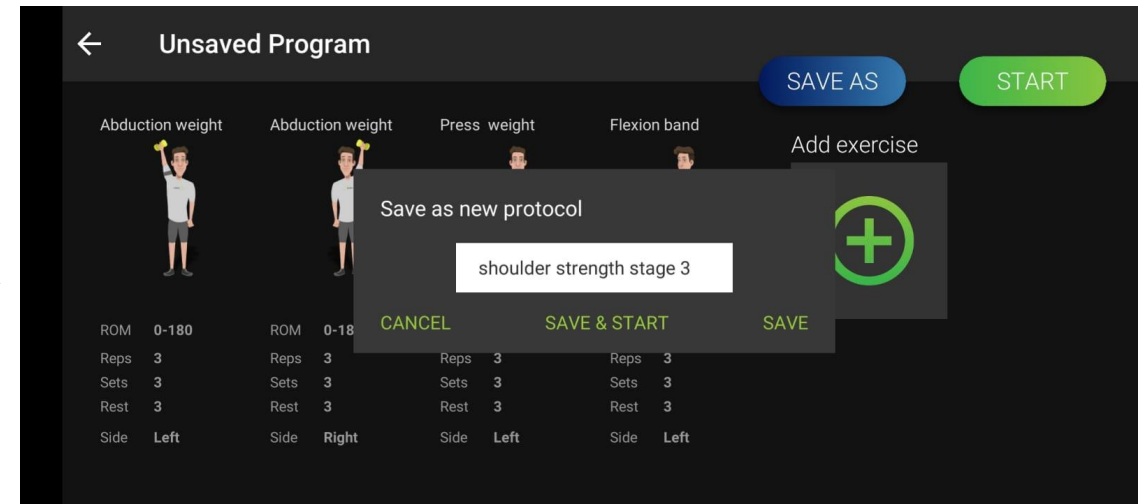 Unsaved Program
SAVE AS
START
Abduction weight
Abduction weight
Press weight
Flexion band
Add exercise
Save as new protocol
shoulder strength stage 3
CANCEL
SAVE & START
SAVE
ROM 0-180
Reps 3
Sets 3
Rest 3
Side Left
ROM 0-18
Reps 3
Sets 3
Rest 3
Side Right
Reps 3
Sets 3
Rest 3
Side Left
Reps 3
Sets 3
Rest 3
Side Left